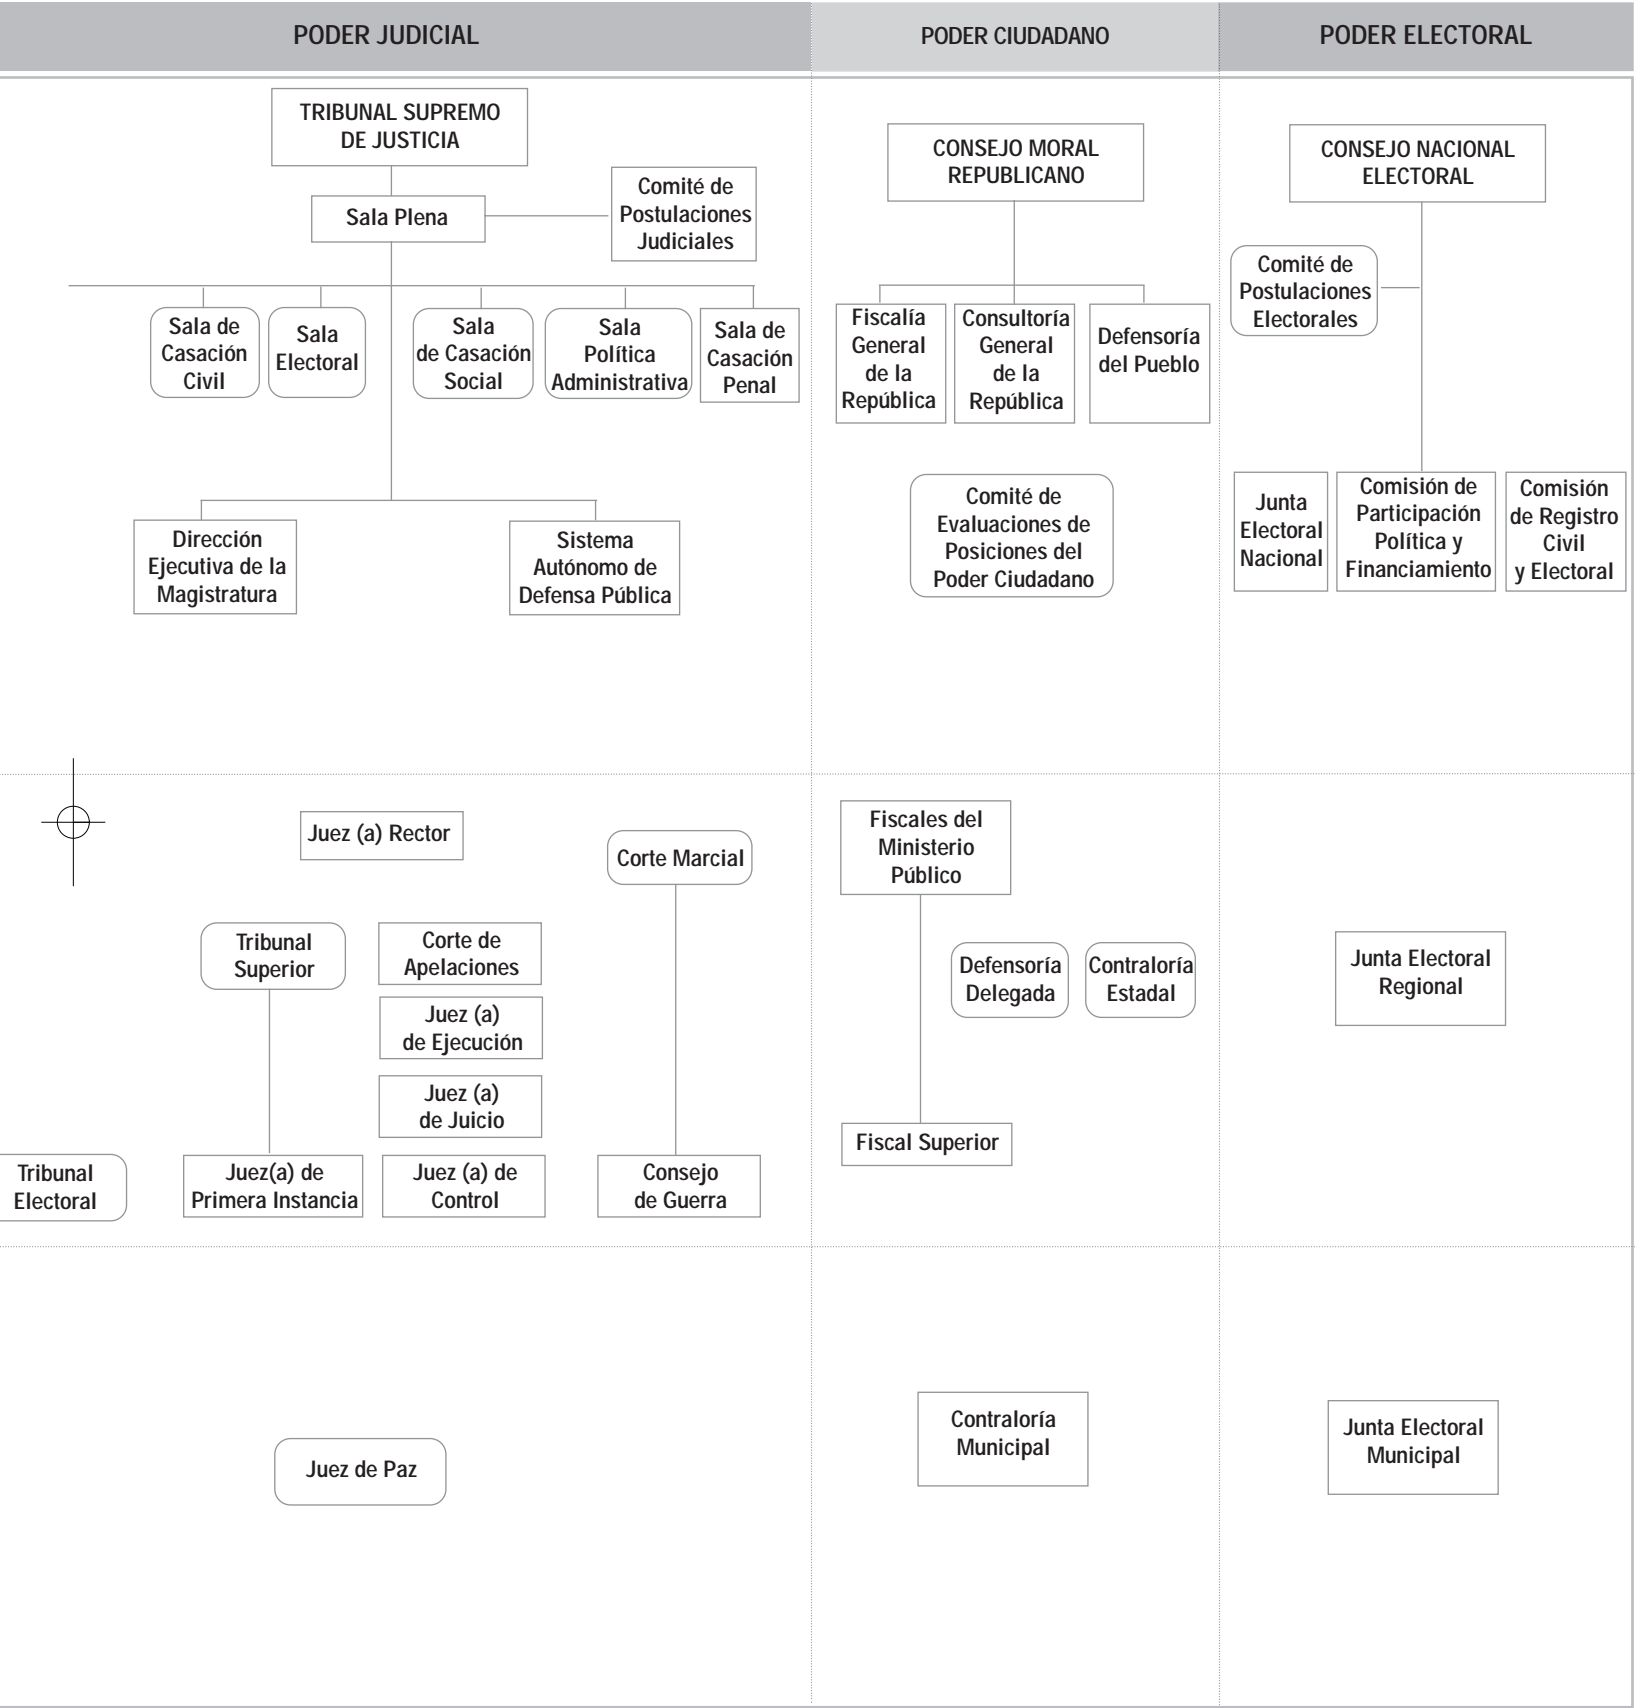 PODER JUDICIAL
PODER CIUDADANO
PODER ELECTORAL
TRIBUNAL SUPREMO
DE JUSTICIA
Sala Plena
Comité de
Postulaciones
Judiciales
Sala de
Casación
Civil
Sala
Electoral
Sala
de Casación
Social
Sala
Política
Administrativa
Sala de
Casación
Penal
Dirección
Ejecutiva de la
Magistratura
Sistema
Autónomo de
Defensa Pública
CONSEJO MORAL
REPUBLICANO
Fiscalía
General
de la
República
Consultoría
General
de la
República
Defensoría
del Pueblo
Comité de
Evaluaciones de
Posiciones del
Poder Ciudadano
CONSEJO NACIONAL
ELECTORAL
Comité de
Postulaciones
Electorales
Junta
Electoral
Nacional
Comisión de
Participación
Política y
Financiamiento
Comisión
de Registro
Civil
y Electoral
Juez (a) Rector
Corte Marcial
Tribunal
Superior
Corte de
Apelaciones
Juez (a)
de Ejecución
Juez (a)
de Juicio
Tribunal
Electoral
Juez(a) de
Primera Instancia
Juez (a) de
Control
Consejo
de Guerra
Fiscales del
Ministerio
Público
Defensoría
Delegada
Contraloría
Estadal
Fiscal Superior
Junta Electoral
Regional
Juez de Paz
Contraloría
Municipal
Junta Electoral
Municipal